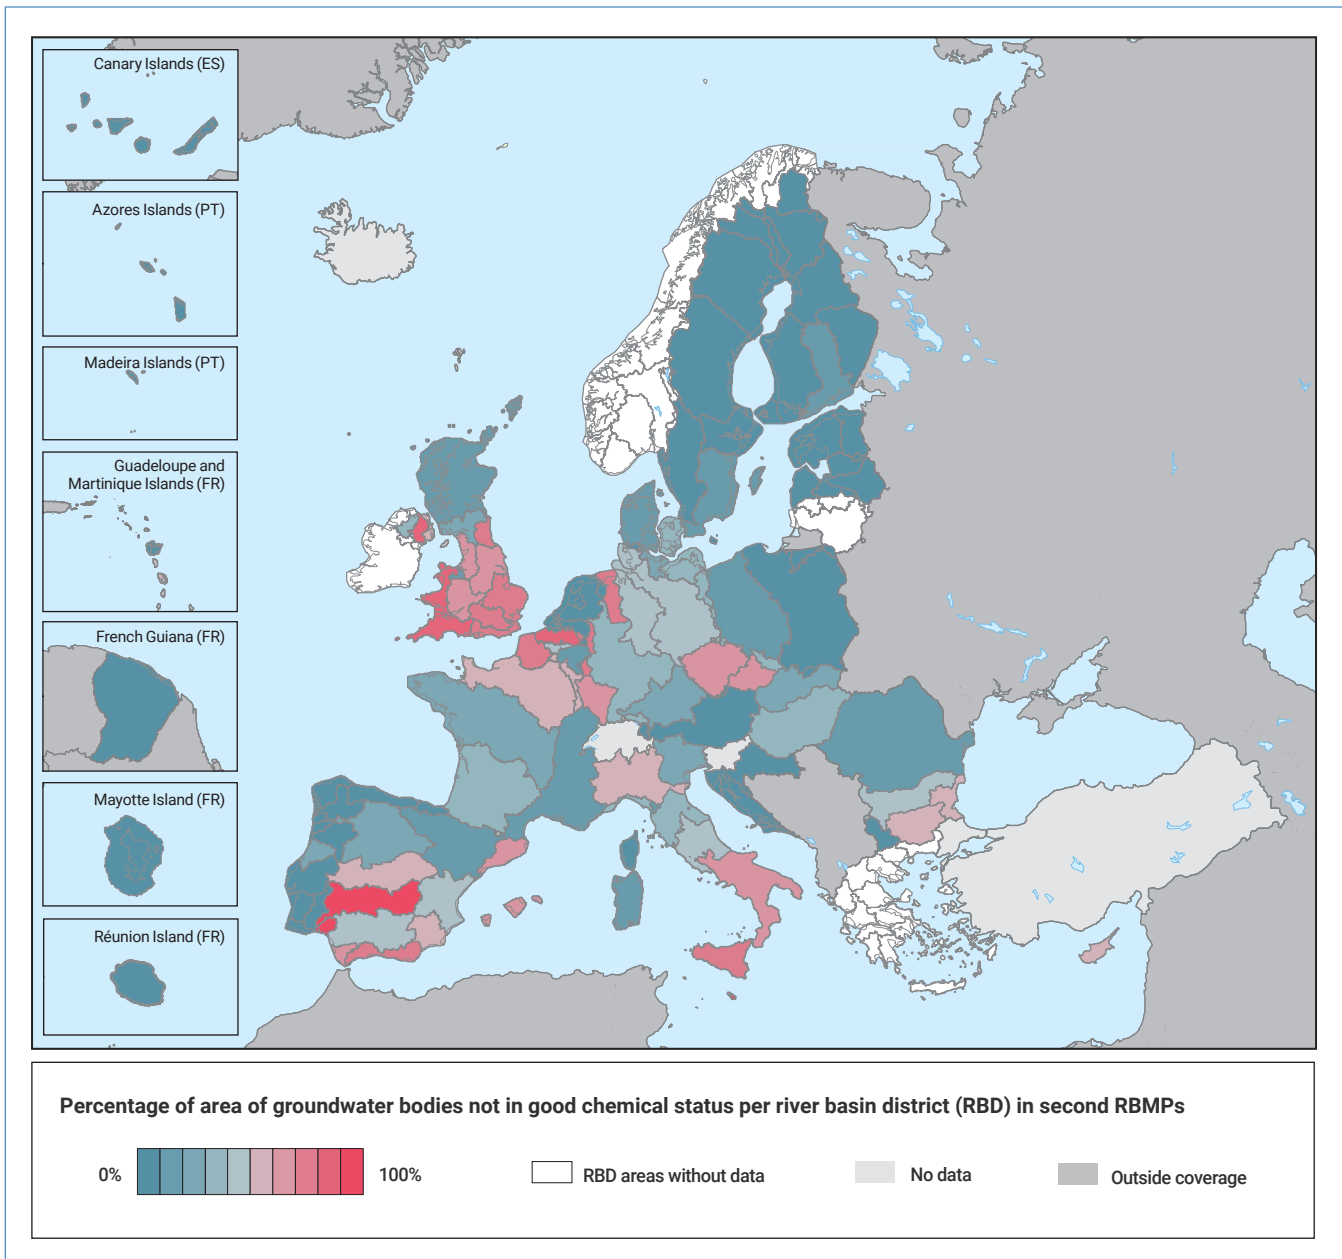 Canary Islands (ES)
Azores Islands (PT)
Madeira Islands (PT)
Guadeloupe and
Martinique Islands (FR)
French Guiana (FR)
Mayotte Island (FR)
Réunion Island (FR)
Percentage of area of groundwater bodies not in good chemical status per river basin district (RBD) in second RBMPs
0%
100%
RBD areas without data
No data
Outside coverage